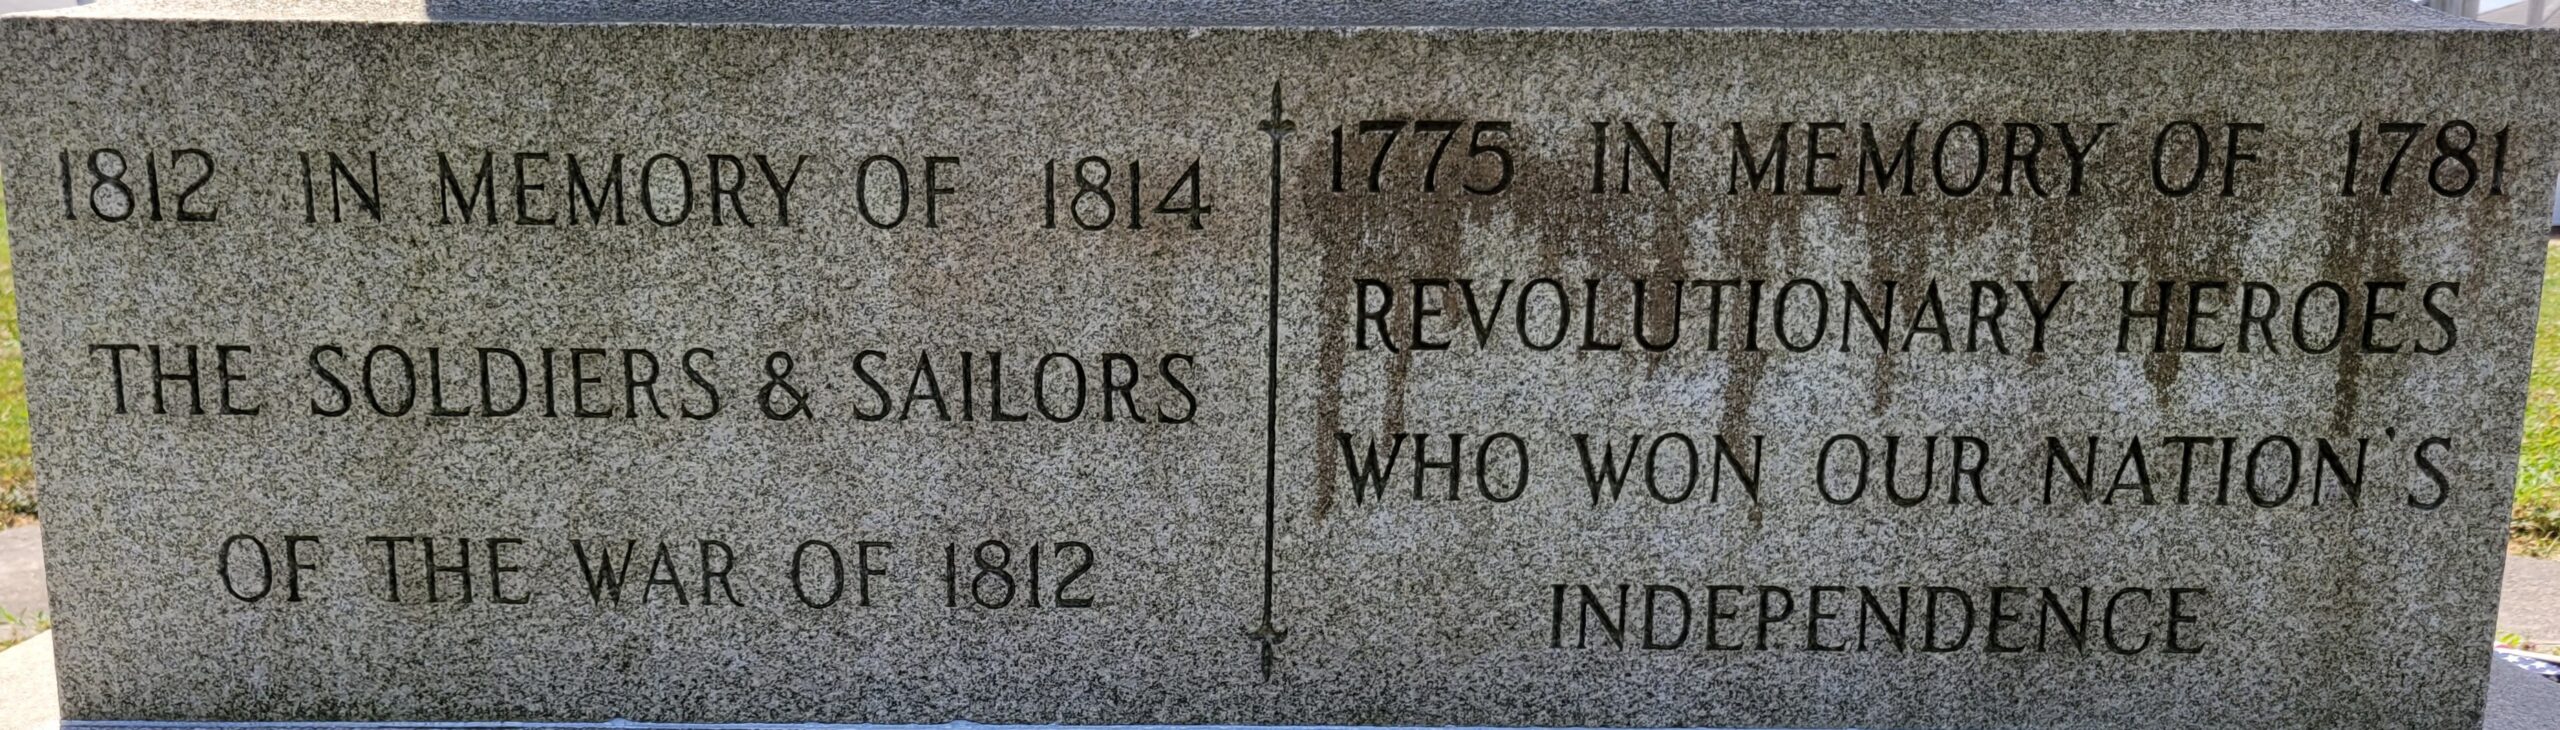 1812 IN MEMORY OF 1814
THE SOLDIERS & SAILORS
OF THE WAR OF 1812
1775 IN MEMORY OF 1781
REVOLUTIONARY HEROES
WHO WON OUR NATION'S
INDEPENDENCE